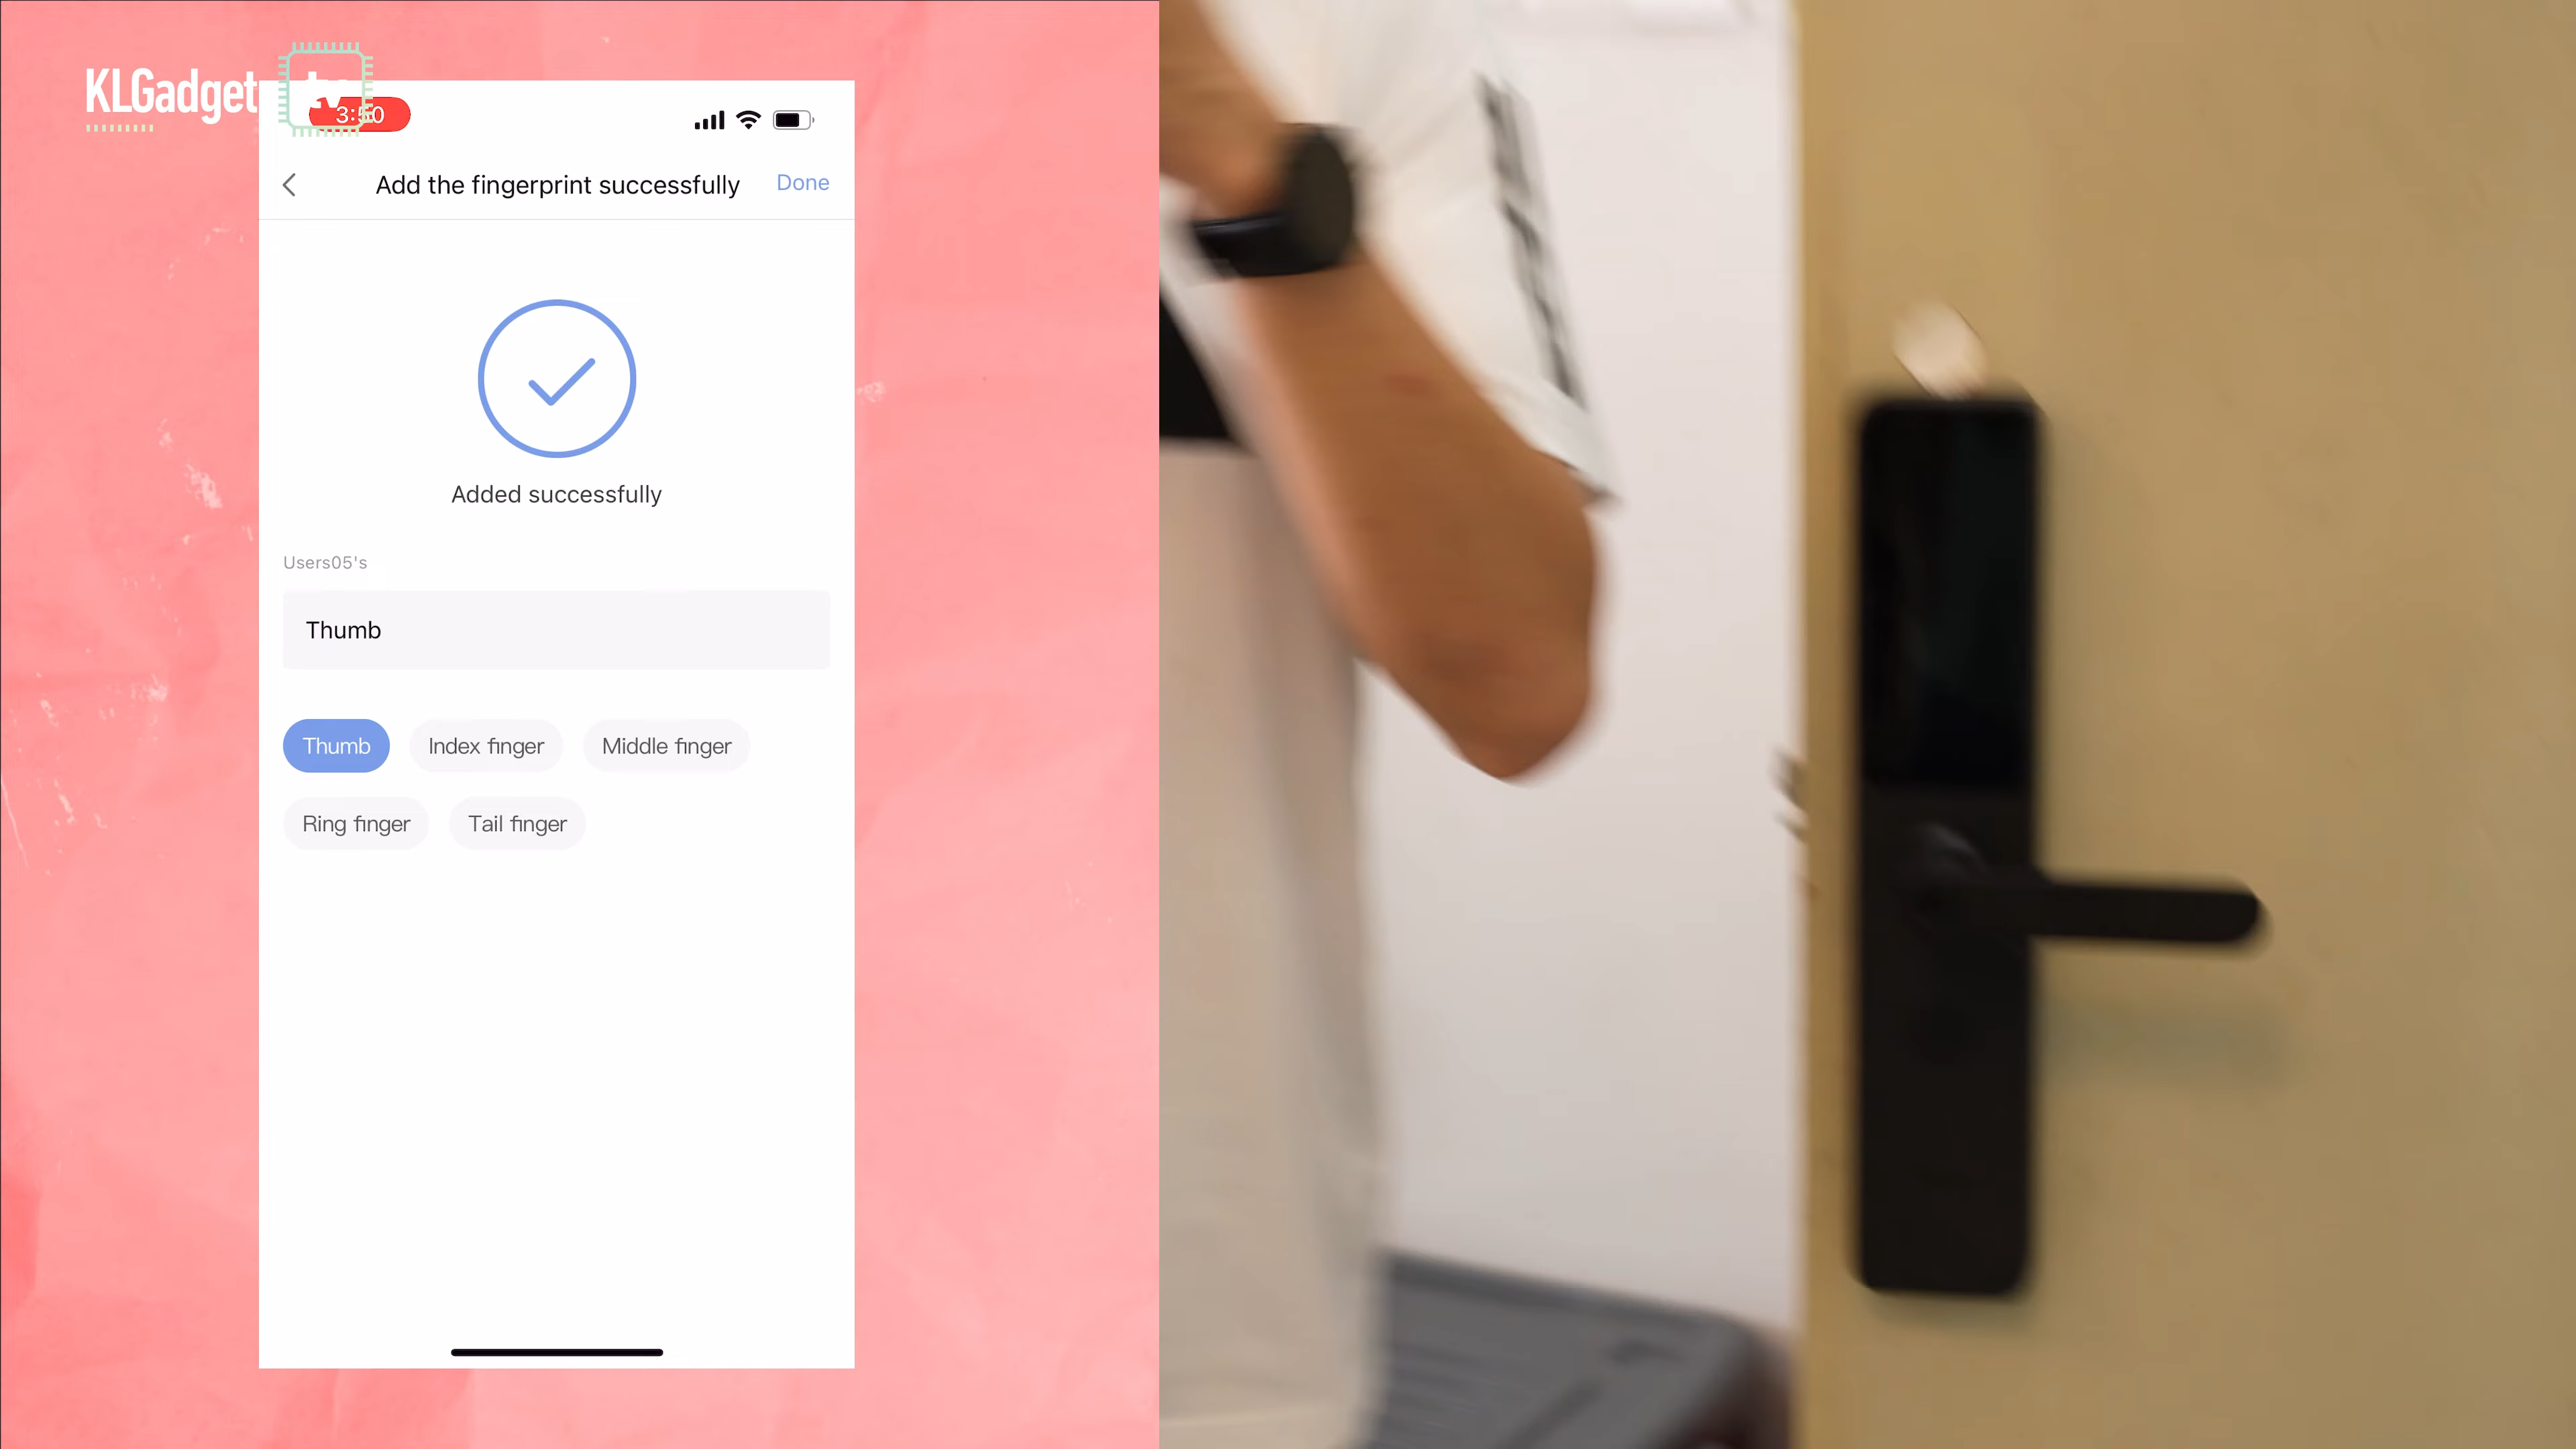 KLGadget tv
3:50
Add the fingerprint successfully
Done
Added successfully
Users05's
Thumb
Thumb
Index finger
Middle finger
Ring finger
Tail finger